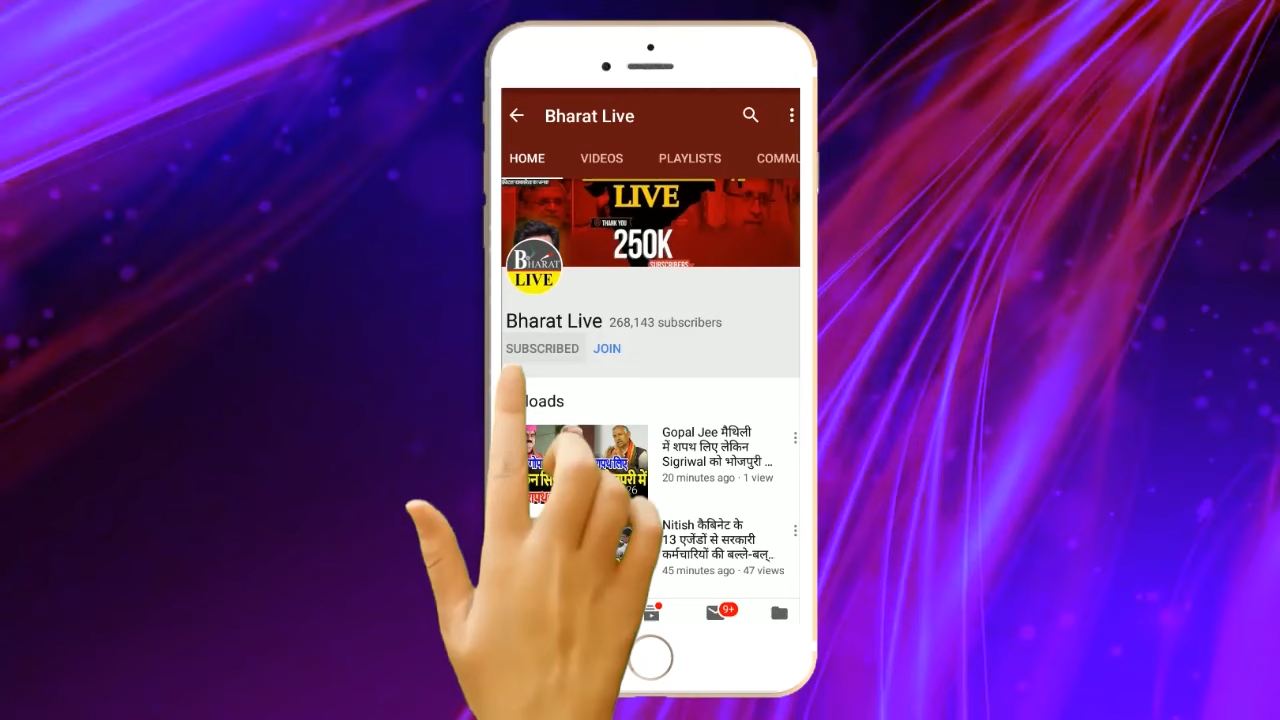 Bharat Live
HOME VIDEOS PLAYLISTS COMMU
LIVE
THANK YOU
250K
SUBSCRIBERS
BHARAT
LIVE
Bharat Live 268,143 subscribers
SUBSCRIBED JOIN
loads
Gopal Jee मैथिली
में शपथ लिए लेकिन
Sigriwal को भोजपुरी ...
20 minutes ago · 1 view
Nitish कैबिनेट के
13 एजेंडों से सरकारी
कर्मचारियों की बल्ले-बल्..
45 minutes ago · 47 views
9+